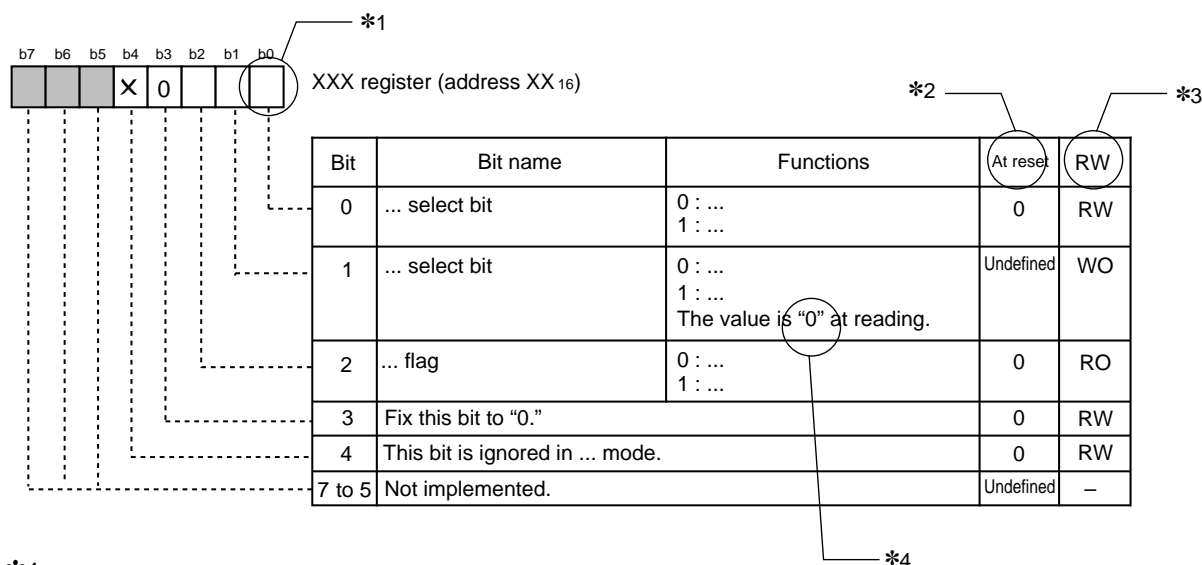 ✽1
b7 b6 b5 b4 b3 b2 b1 b0
X 0
XXX register (address XX 16)
✽2
✽3
Bit Bit name Functions At reset RW
0 ... select bit 0 : ... 0 RW
1 : ...
1 ... select bit 0 : ... Undefined WO
1 : ...
The value is “0” at reading.
2 ... flag 0 : ... 0 RO
1 : ...
3 Fix this bit to “0.” 0 RW
4 This bit is ignored in ... mode. 0 RW
7 to 5 Not implemented. Undefined –
✽4